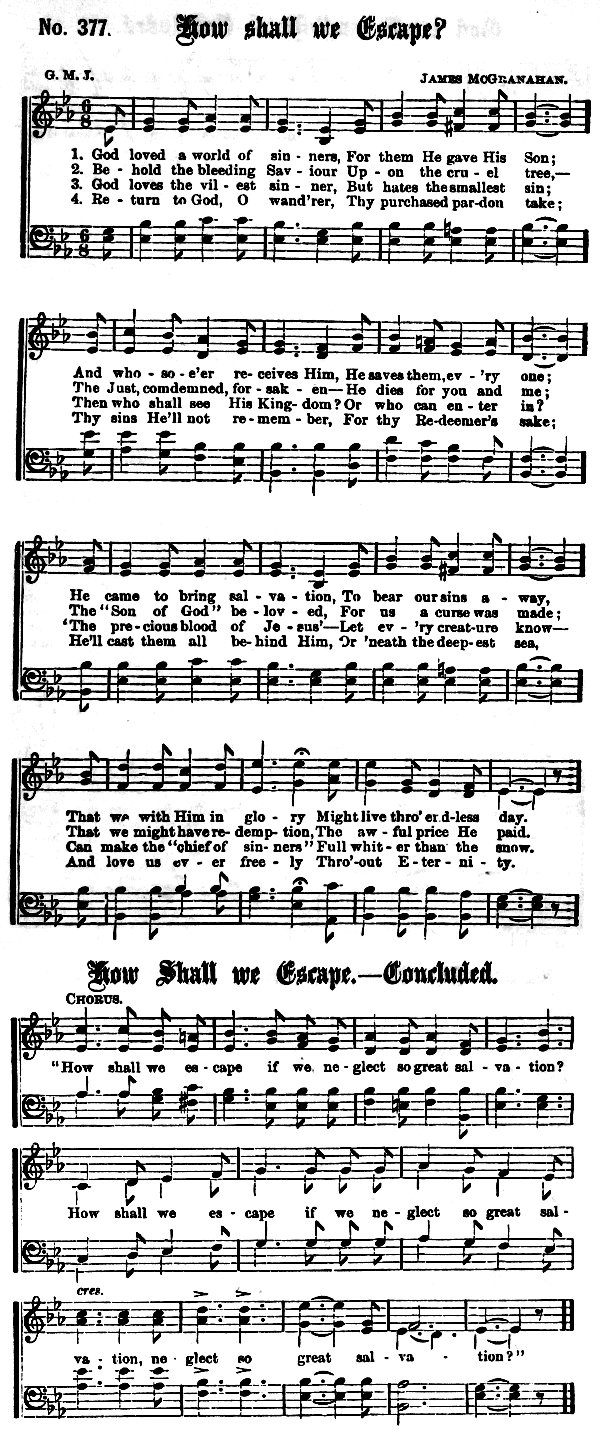 No. 377. How shall we Escape?
G. M. J. JAMES MCGRANAHAN.
1. God loved a world of sin - ners, For them He gave His Son;
2. Be - hold the bleeding Sav - iour Up - on the cru - el tree,—
3. God loves the vil - est sin - ner, But hates the smallest sin;
4. Re - turn to God, O wand'rer, Thy purchased par-don take;
And who - so - e'er re - ceives Him, He saves them, ev - 'ry one;
The Just, comdemned, for - sak - en— He dies for you and me;
Then who shall see His King- dom? Or who can en - ter in?
Thy sins He'll not re - mem - ber, For thy Re-deemer's sake;
He came to bring sal - va - tion, To bear our sins a - way,
The "Son of God" be - lov - ed, For us a curse was made;
'The pre - cious blood of Je - sus'—Let ev - 'ry creat-ure know—
He'll cast them all be- hind Him, Or 'neath the deep-est sea,
That we with Him in glo - ry Might live thro' end-less day.
That we might have re- demp - tion, The aw - ful price He paid.
Can make the "chief of sin- ners" Full whit - er than the snow.
And love us ev - er free - ly Thro'-out E - ter - ni - ty.
How Shall we Escape.—Concluded.
CHORUS.
"How shall we es - cape if we ne - glect so great sal - va - tion?
How shall we es - cape if we ne - glect so great sal-
cres.
va - tion, ne - glect so great sal - va - tion?"